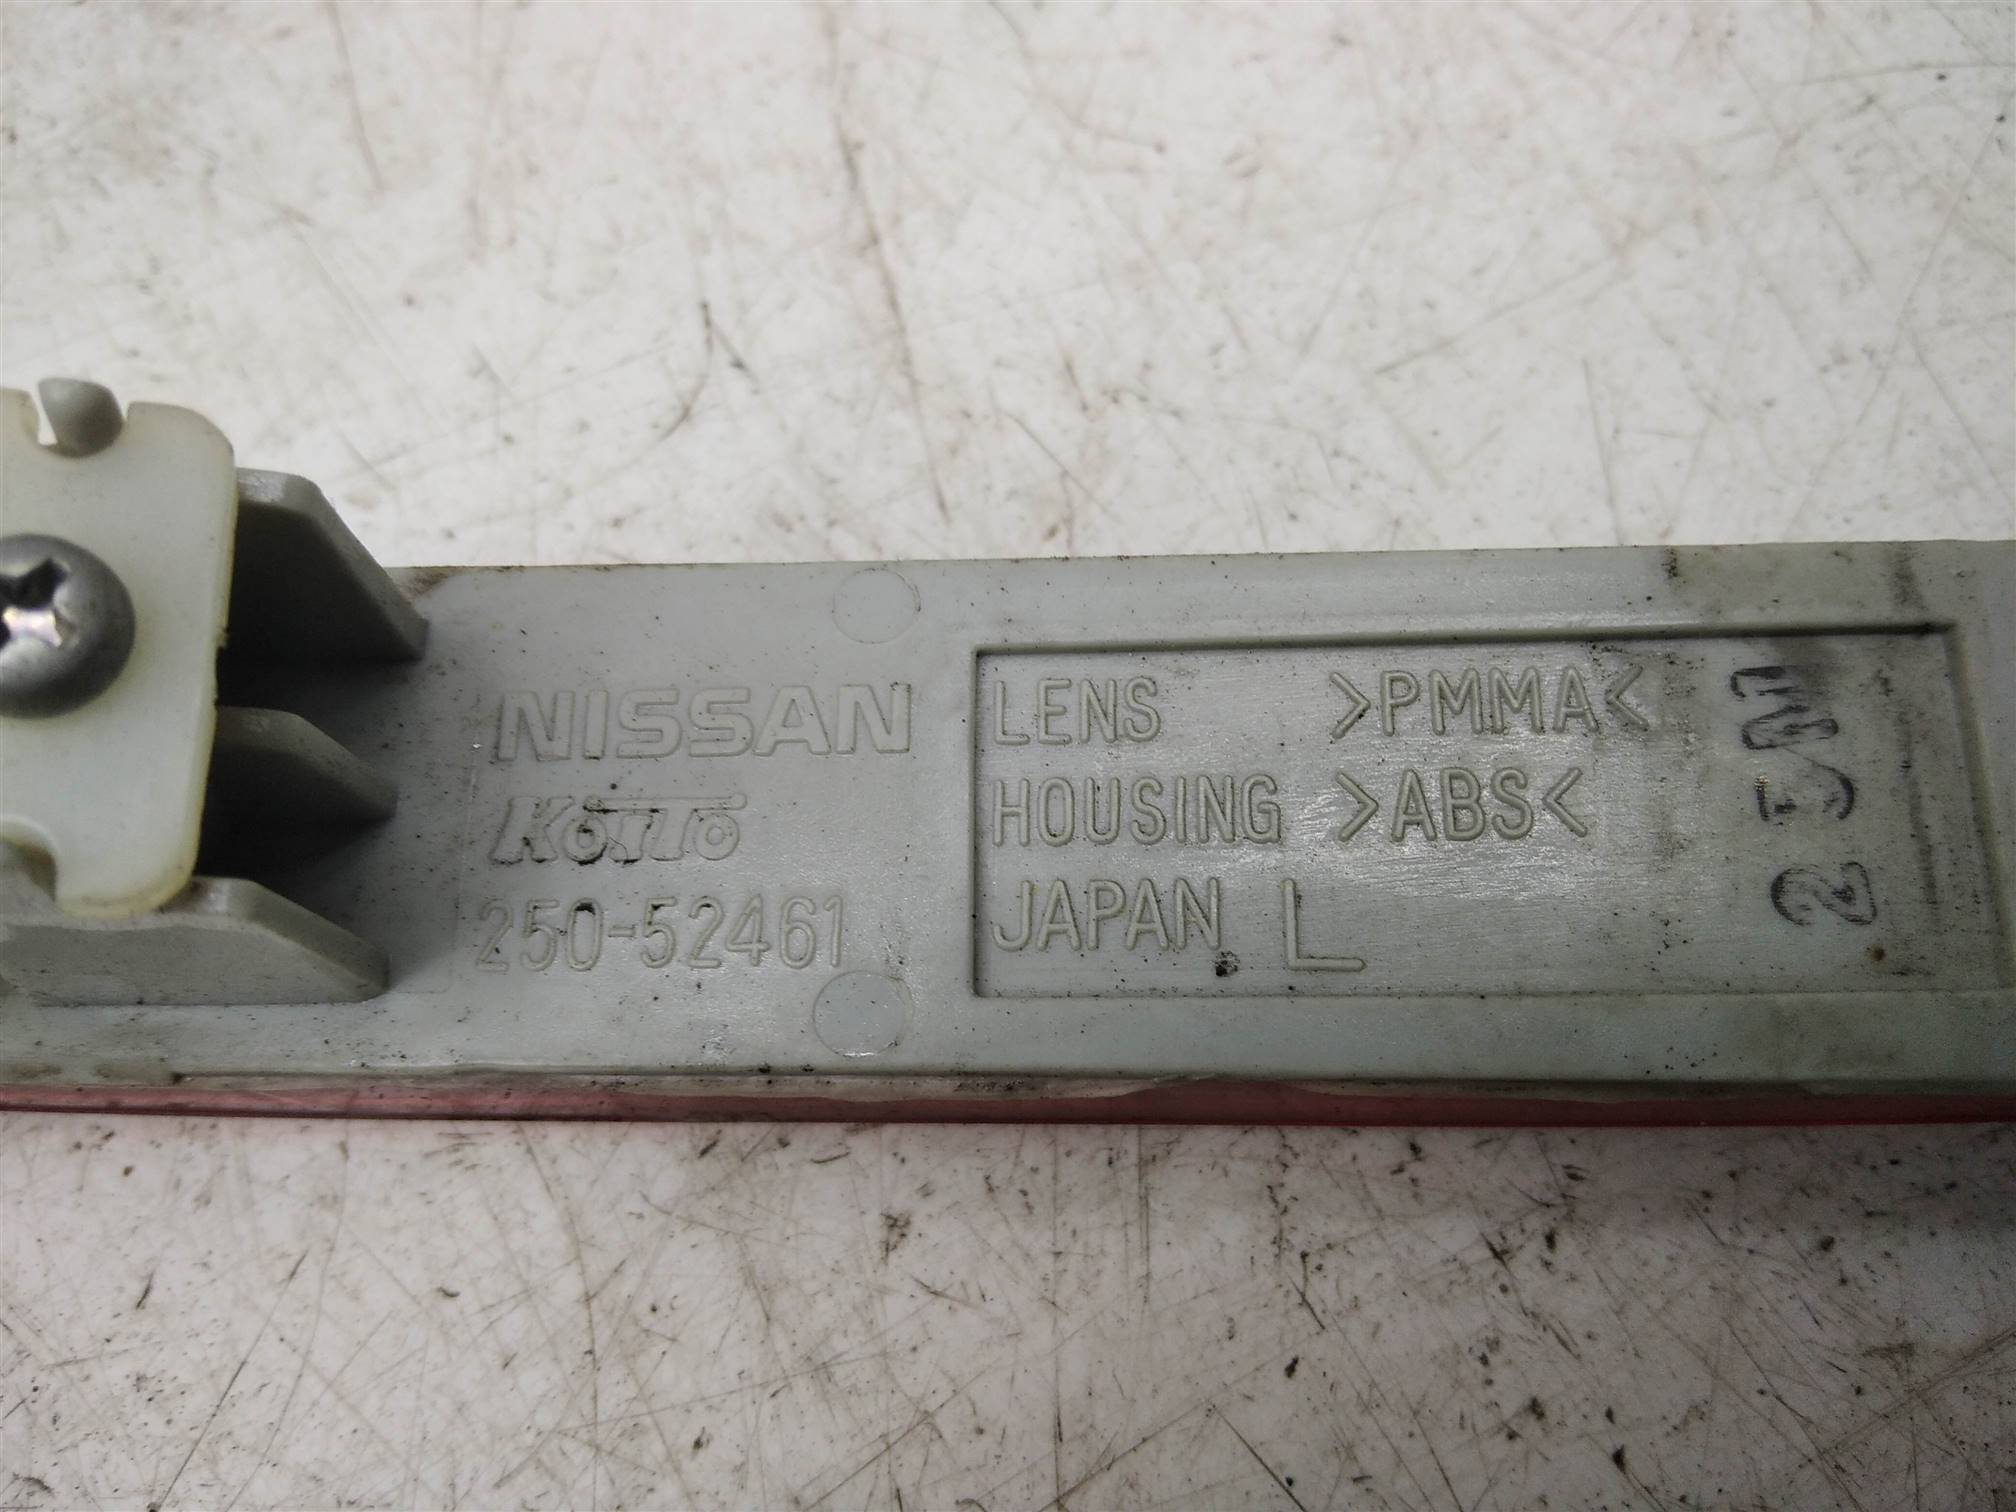 NISSAN
KOITO
250-52461
LENS >PMMA<
HOUSING >ABS<
JAPAN L